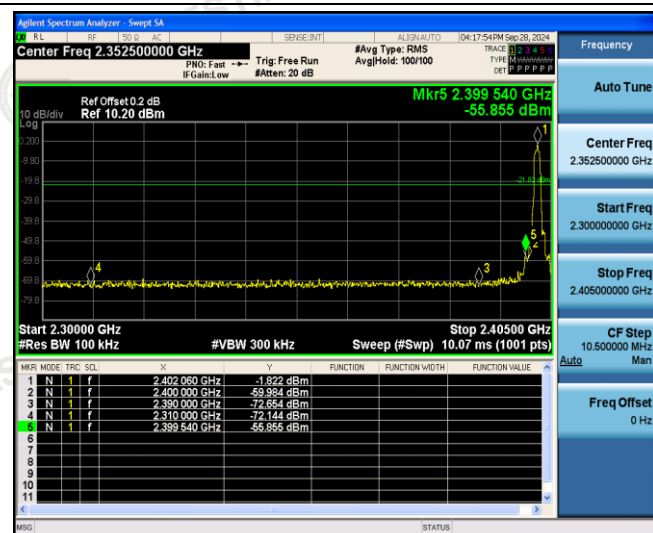 Agilent Spectrum Analyzer - Swept SA
RL RF 50 Ω AC SENSE:INT ALIGN AUTO 04:17:54PM Sep 28, 2024
Center Freq 2.352500000 GHz #Avg Type: RMS TRACE 1 2 3 4 5 6
PNO: Fast Trig: Free Run Avg|Hold: 100/100 TYPE M
IFGain:Low #Atten: 20 dB DET P P P P P P
Mkr5 2.399 540 GHz
Ref Offset 0.2 dB
10 dB/div Ref 10.20 dBm -55.855 dBm
Log
1
0.200
-9.80
-19.8
-21.82 dBm
-29.8
-39.8
-49.8
5
2
-59.8
4
3
-69.8
-79.8
Start 2.30000 GHz Stop 2.40500 GHz
#Res BW 100 kHz #VBW 300 kHz Sweep (#Swp) 10.07 ms (1001 pts)
MKR MODE TRC SCL X Y FUNCTION FUNCTION WIDTH FUNCTION VALUE
1 N 1 f 2.402 060 GHz -1.822 dBm
2 N 1 f 2.400 000 GHz -59.984 dBm
3 N 1 f 2.390 000 GHz -72.654 dBm
4 N 1 f 2.310 000 GHz -72.144 dBm
5 N 1 f 2.399 540 GHz -55.855 dBm
6
7
8
9
10
11
MSG STATUS
Frequency
Auto Tune
Center Freq
2.352500000 GHz
Start Freq
2.300000000 GHz
Stop Freq
2.405000000 GHz
CF Step
10.500000 MHz
Auto Man
Freq Offset
0 Hz